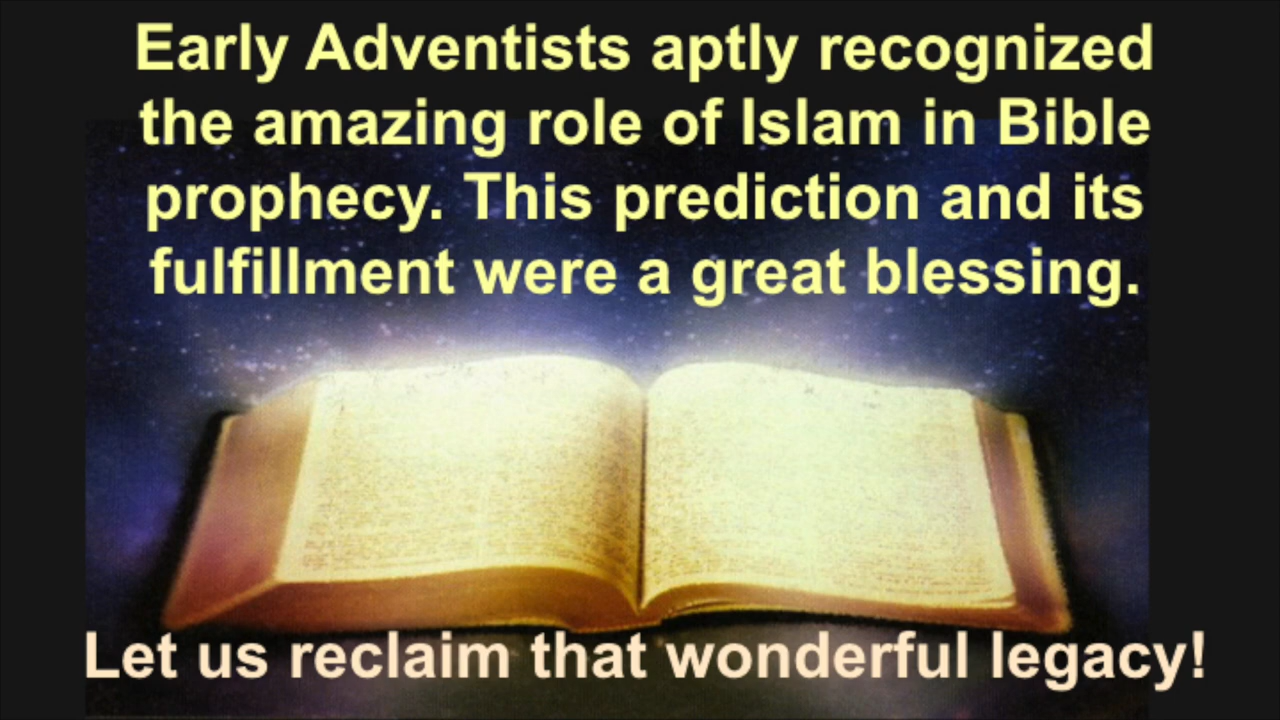 Early Adventists aptly recognized
the amazing role of Islam in Bible
prophecy. This prediction and its
fulfillment were a great blessing.
Let us reclaim that wonderful legacy!